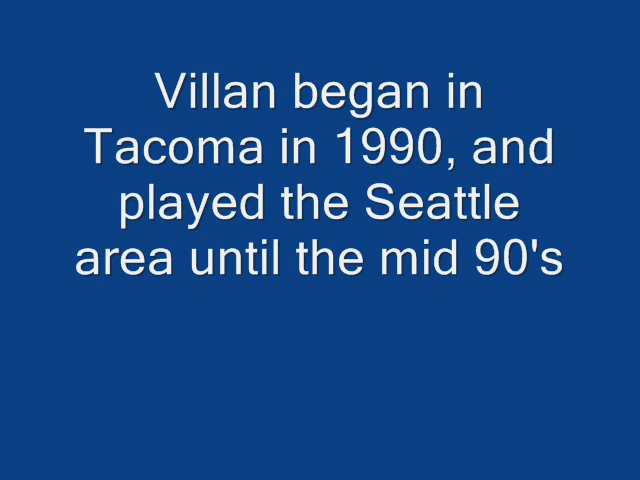 Villan began in
Tacoma in 1990, and
played the Seattle
area until the mid 90's